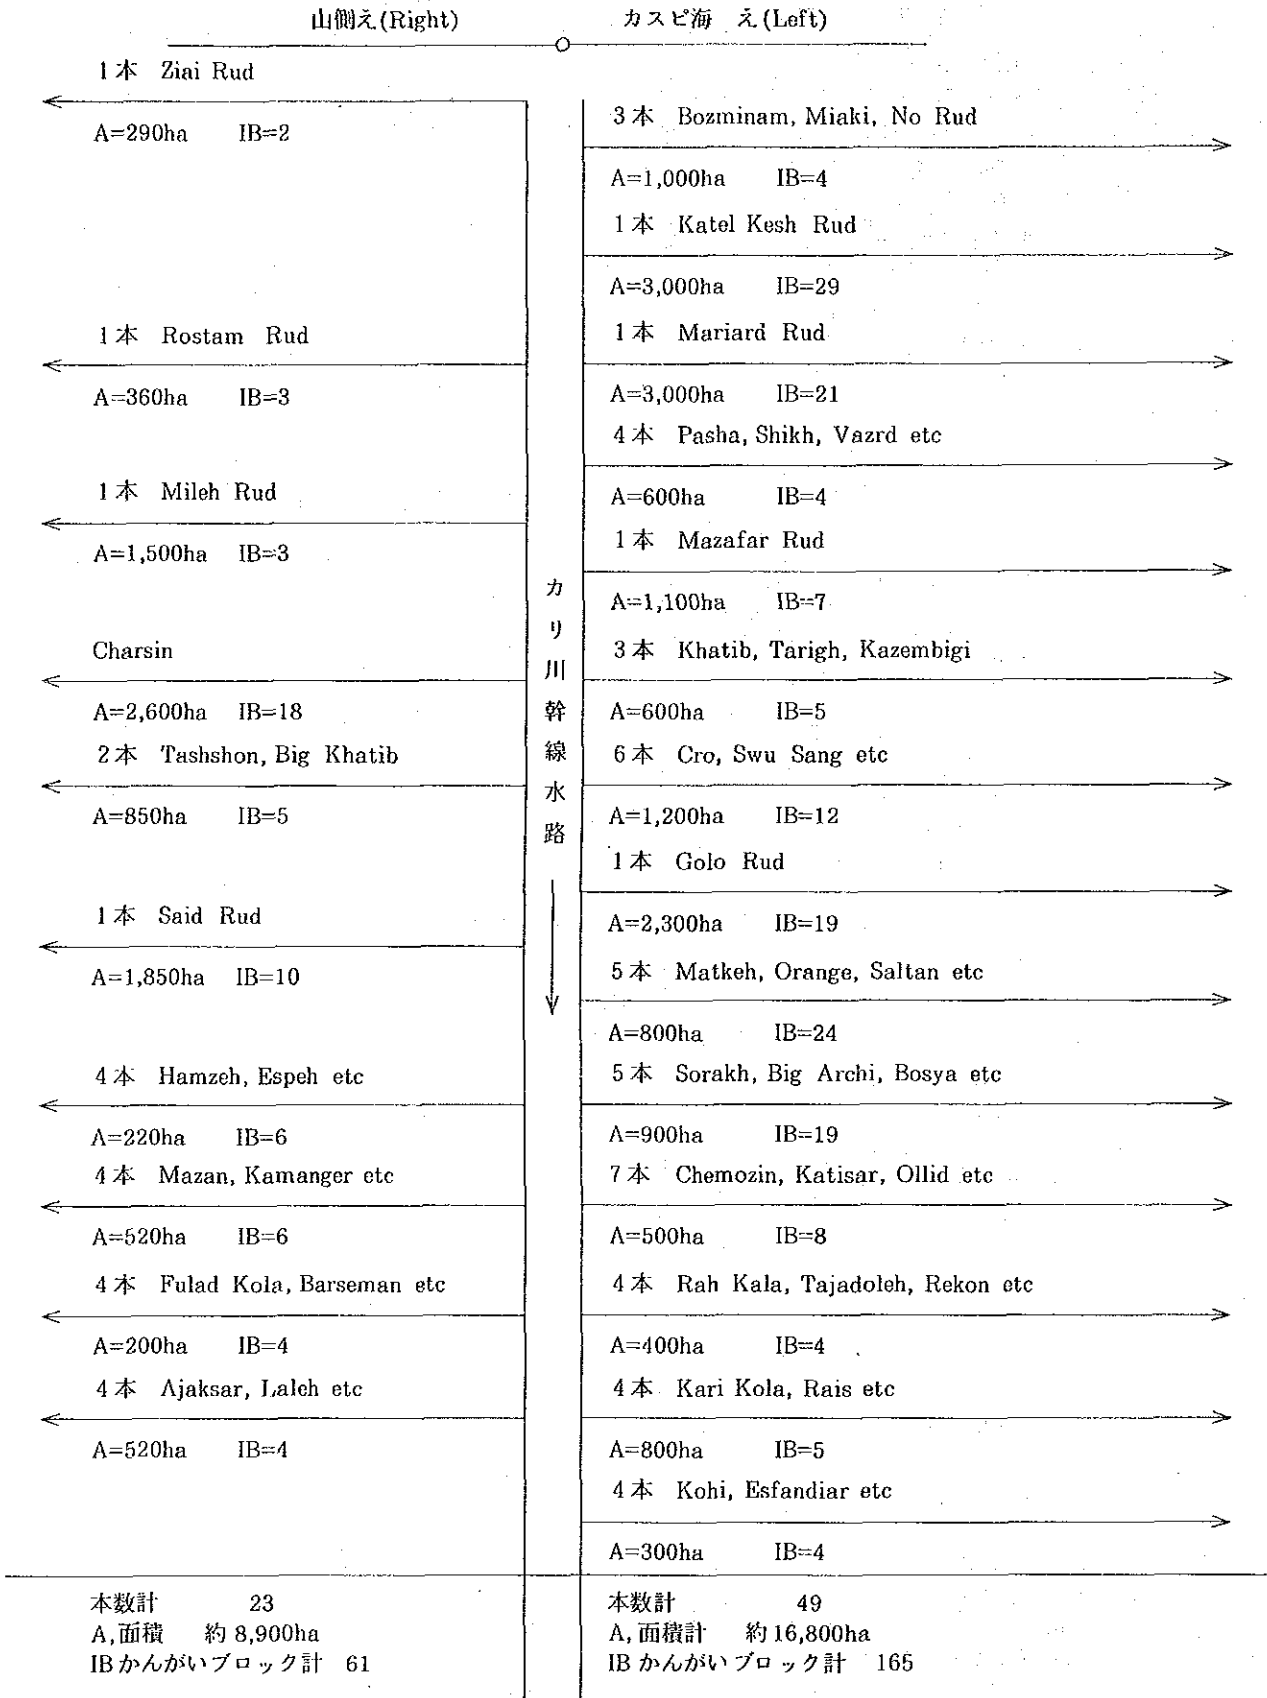 山側え(Right)
カスピ海 え(Left)
1本 Ziai Rud
A=290ha IB=2
1本 Rostam Rud
A=360ha IB=3
1本 Mileh Rud
A=1,500ha IB=3
Charsin
A=2,600ha IB=18
2本 Tashshon, Big Khatib
A=850ha IB=5
1本 Said Rud
A=1,850ha IB=10
4本 Hamzeh, Espeh etc
A=220ha IB=6
4本 Mazan, Kamanger etc
A=520ha IB=6
4本 Fulad Kola, Barseman etc
A=200ha IB=4
4本 Ajaksar, Laleh etc
A=520ha IB=4
本数計 23
A,面積 約8,900ha
IBかんがいブロック計 61
カリ川幹線水路
3本 Bozminam, Miaki, No Rud
A=1,000ha IB=4
1本 Katel Kesh Rud
A=3,000ha IB=29
1本 Mariard Rud
A=3,000ha IB=21
4本 Pasha, Shikh, Vazrd etc
A=600ha IB=4
1本 Mazafar Rud
A=1,100ha IB=7
3本 Khatib, Tarigh, Kazembigi
A=600ha IB=5
6本 Cro, Swu Sang etc
A=1,200ha IB=12
1本 Golo Rud
A=2,300ha IB=19
5本 Matkeh, Orange, Saltan etc
A=800ha IB=24
5本 Sorakh, Big Archi, Bosya etc
A=900ha IB=19
7本 Chemozin, Katisar, Ollid etc
A=500ha IB=8
4本 Rah Kala, Tajadoleh, Rekon etc
A=400ha IB=4
4本 Kari Kola, Rais etc
A=800ha IB=5
4本 Kohi, Esfandiar etc
A=300ha IB=4
本数計 49
A,面積計 約16,800ha
IBかんがいブロック計 165